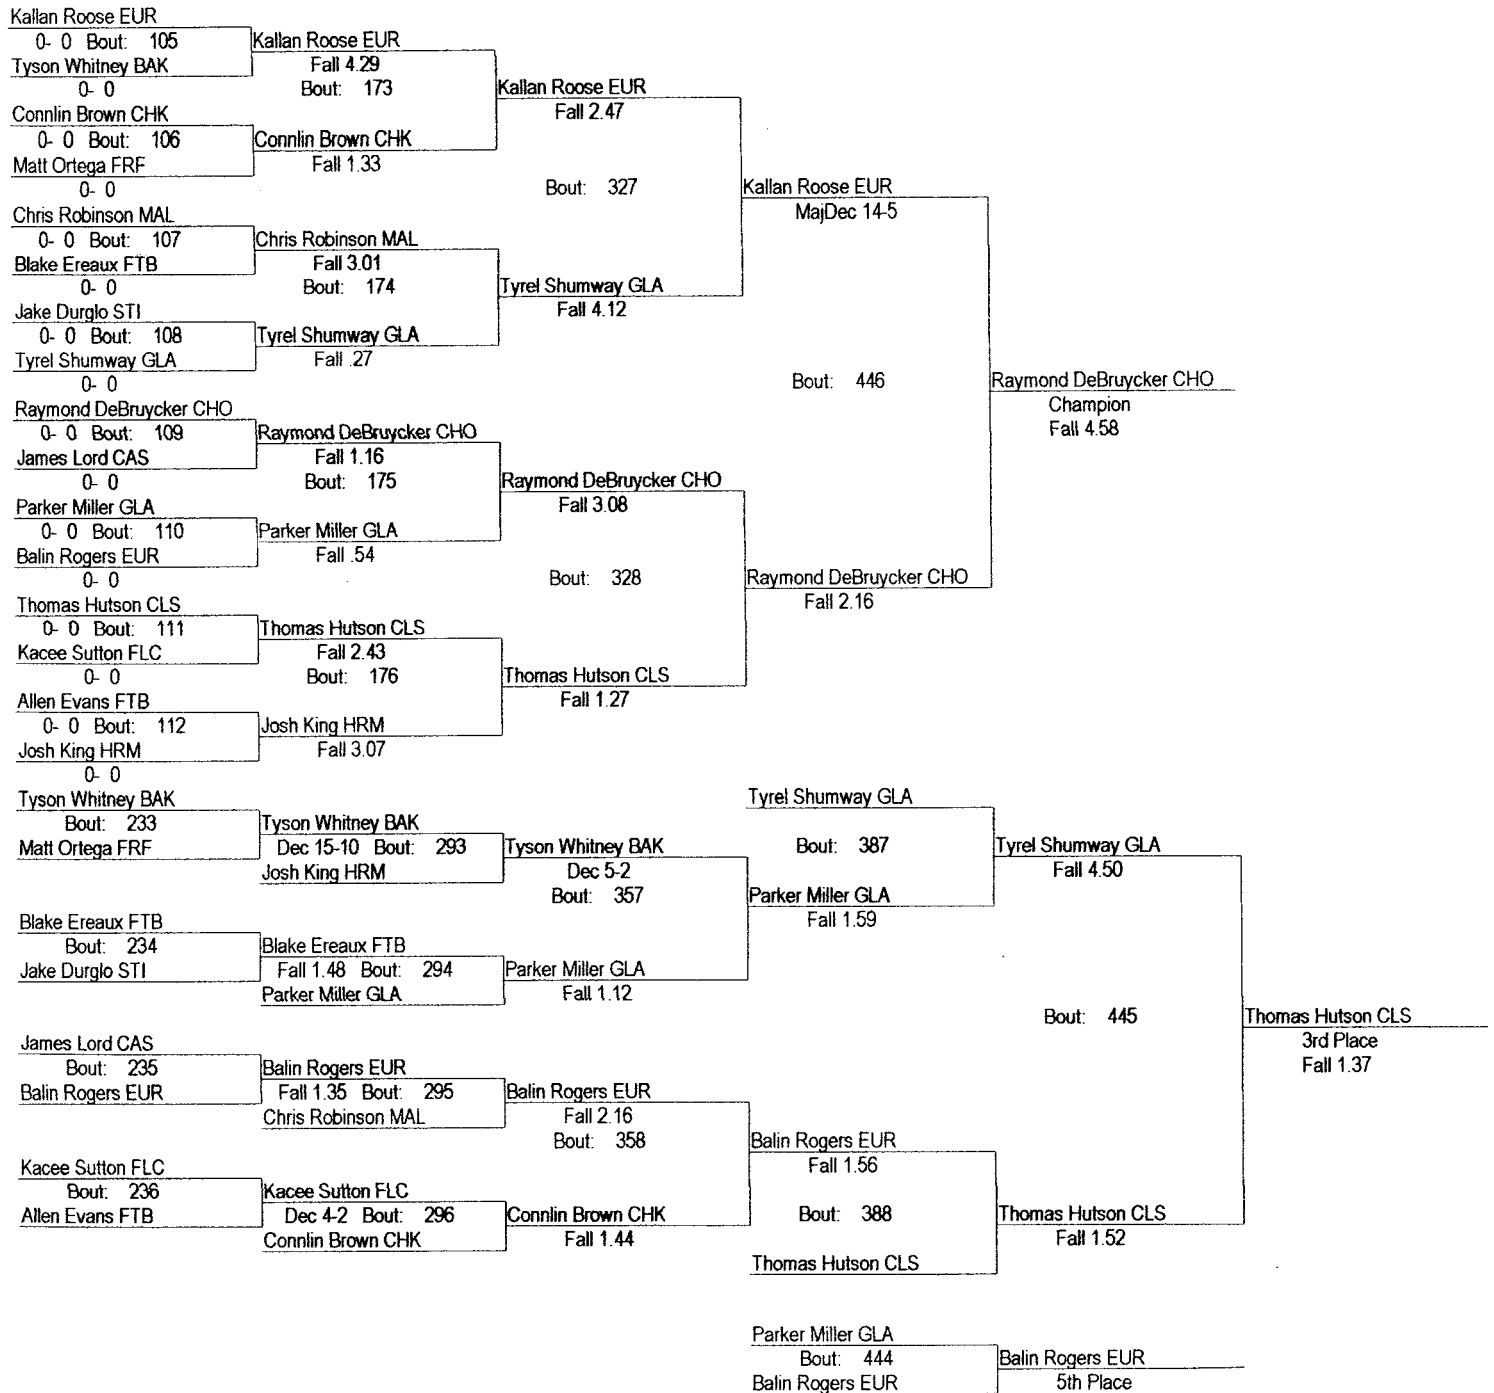 Kallan Roose EUR
0- 0 Bout: 105
Tyson Whitney BAK
0- 0
Connlin Brown CHK
0- 0 Bout: 106
Matt Ortega FRF
0- 0
Chris Robinson MAL
0- 0 Bout: 107
Blake Ereaux FTB
0- 0
Jake Durglo STI
0- 0 Bout: 108
Tyrel Shumway GLA
0- 0
Raymond DeBruycker CHO
0- 0 Bout: 109
James Lord CAS
0- 0
Parker Miller GLA
0- 0 Bout: 110
Balin Rogers EUR
0- 0
Thomas Hutson CLS
0- 0 Bout: 111
Kacee Sutton FLC
0- 0
Allen Evans FTB
0- 0 Bout: 112
Josh King HRM
0- 0
Kallan Roose EUR
Fall 4.29
Bout: 173
Connlin Brown CHK
Fall 1.33
Chris Robinson MAL
Fall 3.01
Bout: 174
Tyrel Shumway GLA
Fall .27
Raymond DeBruycker CHO
Fall 1.16
Bout: 175
Parker Miller GLA
Fall .54
Thomas Hutson CLS
Fall 2.43
Bout: 176
Josh King HRM
Fall 3.07
Kallan Roose EUR
Fall 2.47
Bout: 327
Tyrel Shumway GLA
Fall 4.12
Raymond DeBruycker CHO
Fall 3.08
Bout: 328
Thomas Hutson CLS
Fall 1.27
Kallan Roose EUR
MajDec 14-5
Bout: 446
Raymond DeBruycker CHO
Fall 2.16
Raymond DeBruycker CHO
Champion
Fall 4.58
Tyson Whitney BAK
Bout: 233
Matt Ortega FRF
Blake Ereaux FTB
Bout: 234
Jake Durglo STI
James Lord CAS
Bout: 235
Balin Rogers EUR
Kacee Sutton FLC
Bout: 236
Allen Evans FTB
Tyson Whitney BAK
Dec 15-10 Bout: 293
Josh King HRM
Blake Ereaux FTB
Fall 1.48 Bout: 294
Parker Miller GLA
Balin Rogers EUR
Fall 1.35 Bout: 295
Chris Robinson MAL
Kacee Sutton FLC
Dec 4-2 Bout: 296
Connlin Brown CHK
Tyson Whitney BAK
Dec 5-2
Bout: 357
Parker Miller GLA
Fall 1.12
Balin Rogers EUR
Fall 2.16
Bout: 358
Connlin Brown CHK
Fall 1.44
Tyrel Shumway GLA
Bout: 387
Parker Miller GLA
Fall 1.59
Balin Rogers EUR
Fall 1.56
Bout: 388
Thomas Hutson CLS
Tyrel Shumway GLA
Fall 4.50
Bout: 445
Thomas Hutson CLS
Fall 1.52
Thomas Hutson CLS
3rd Place
Fall 1.37
Parker Miller GLA
Bout: 444
Balin Rogers EUR
Balin Rogers EUR
5th Place